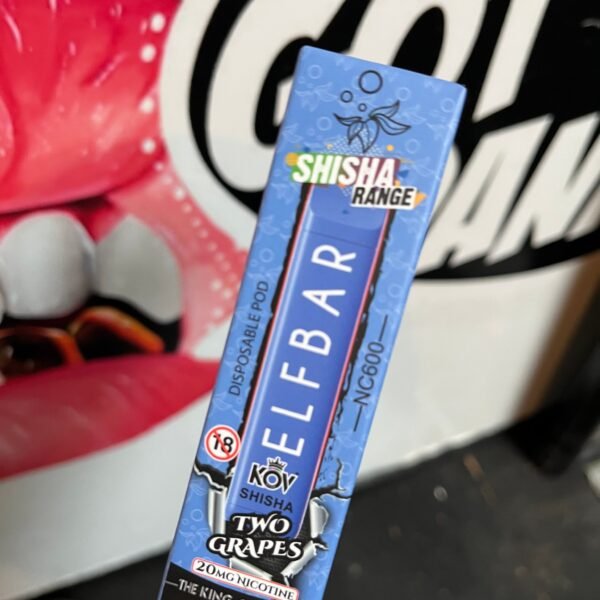 SHISHA
RANGE
DISPOSABLE POD
ELFBAR
NC600
18
KOV
SHISHA
TWO
GRAPES
20MG NICOTINE
THE KING